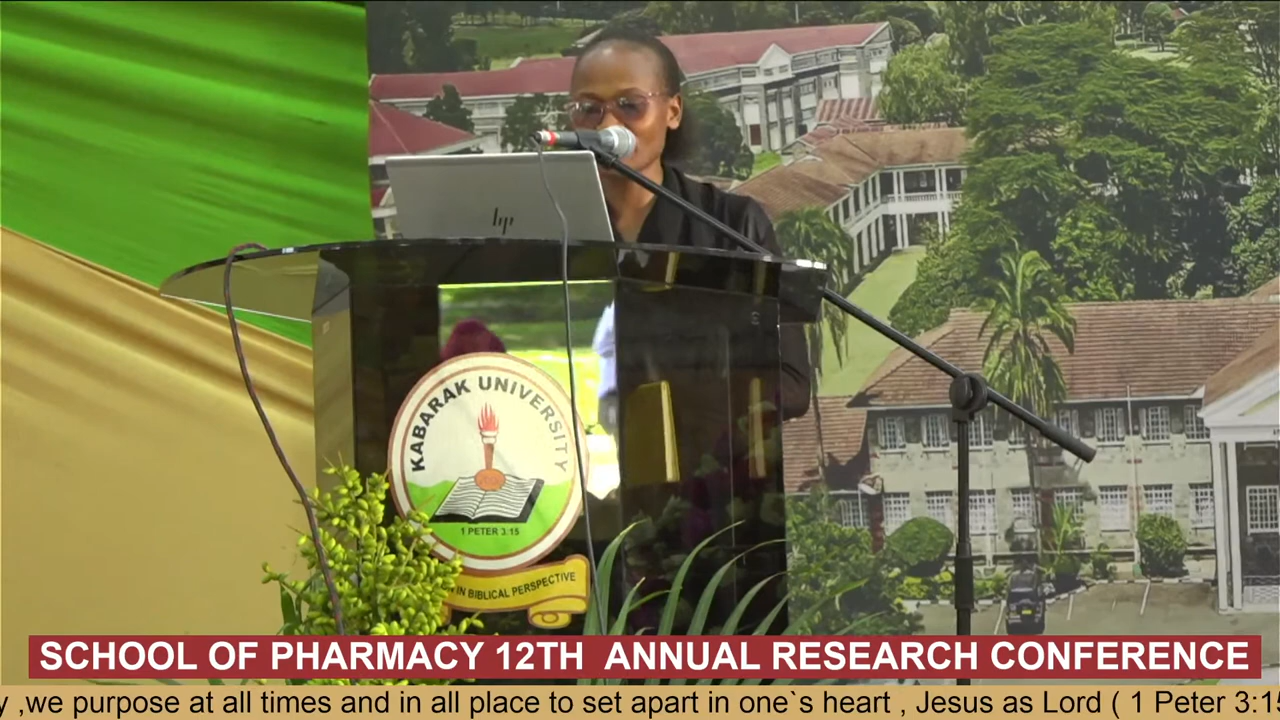 hp
KABARAK UNIVERSITY
1 PETER 3:15
IN BIBLICAL PERSPECTIVE
SCHOOL OF PHARMACY 12TH ANNUAL RESEARCH CONFERENCE
,we purpose at all times and in all place to set apart in one`s heart , Jesus as Lord ( 1 Peter 3:15